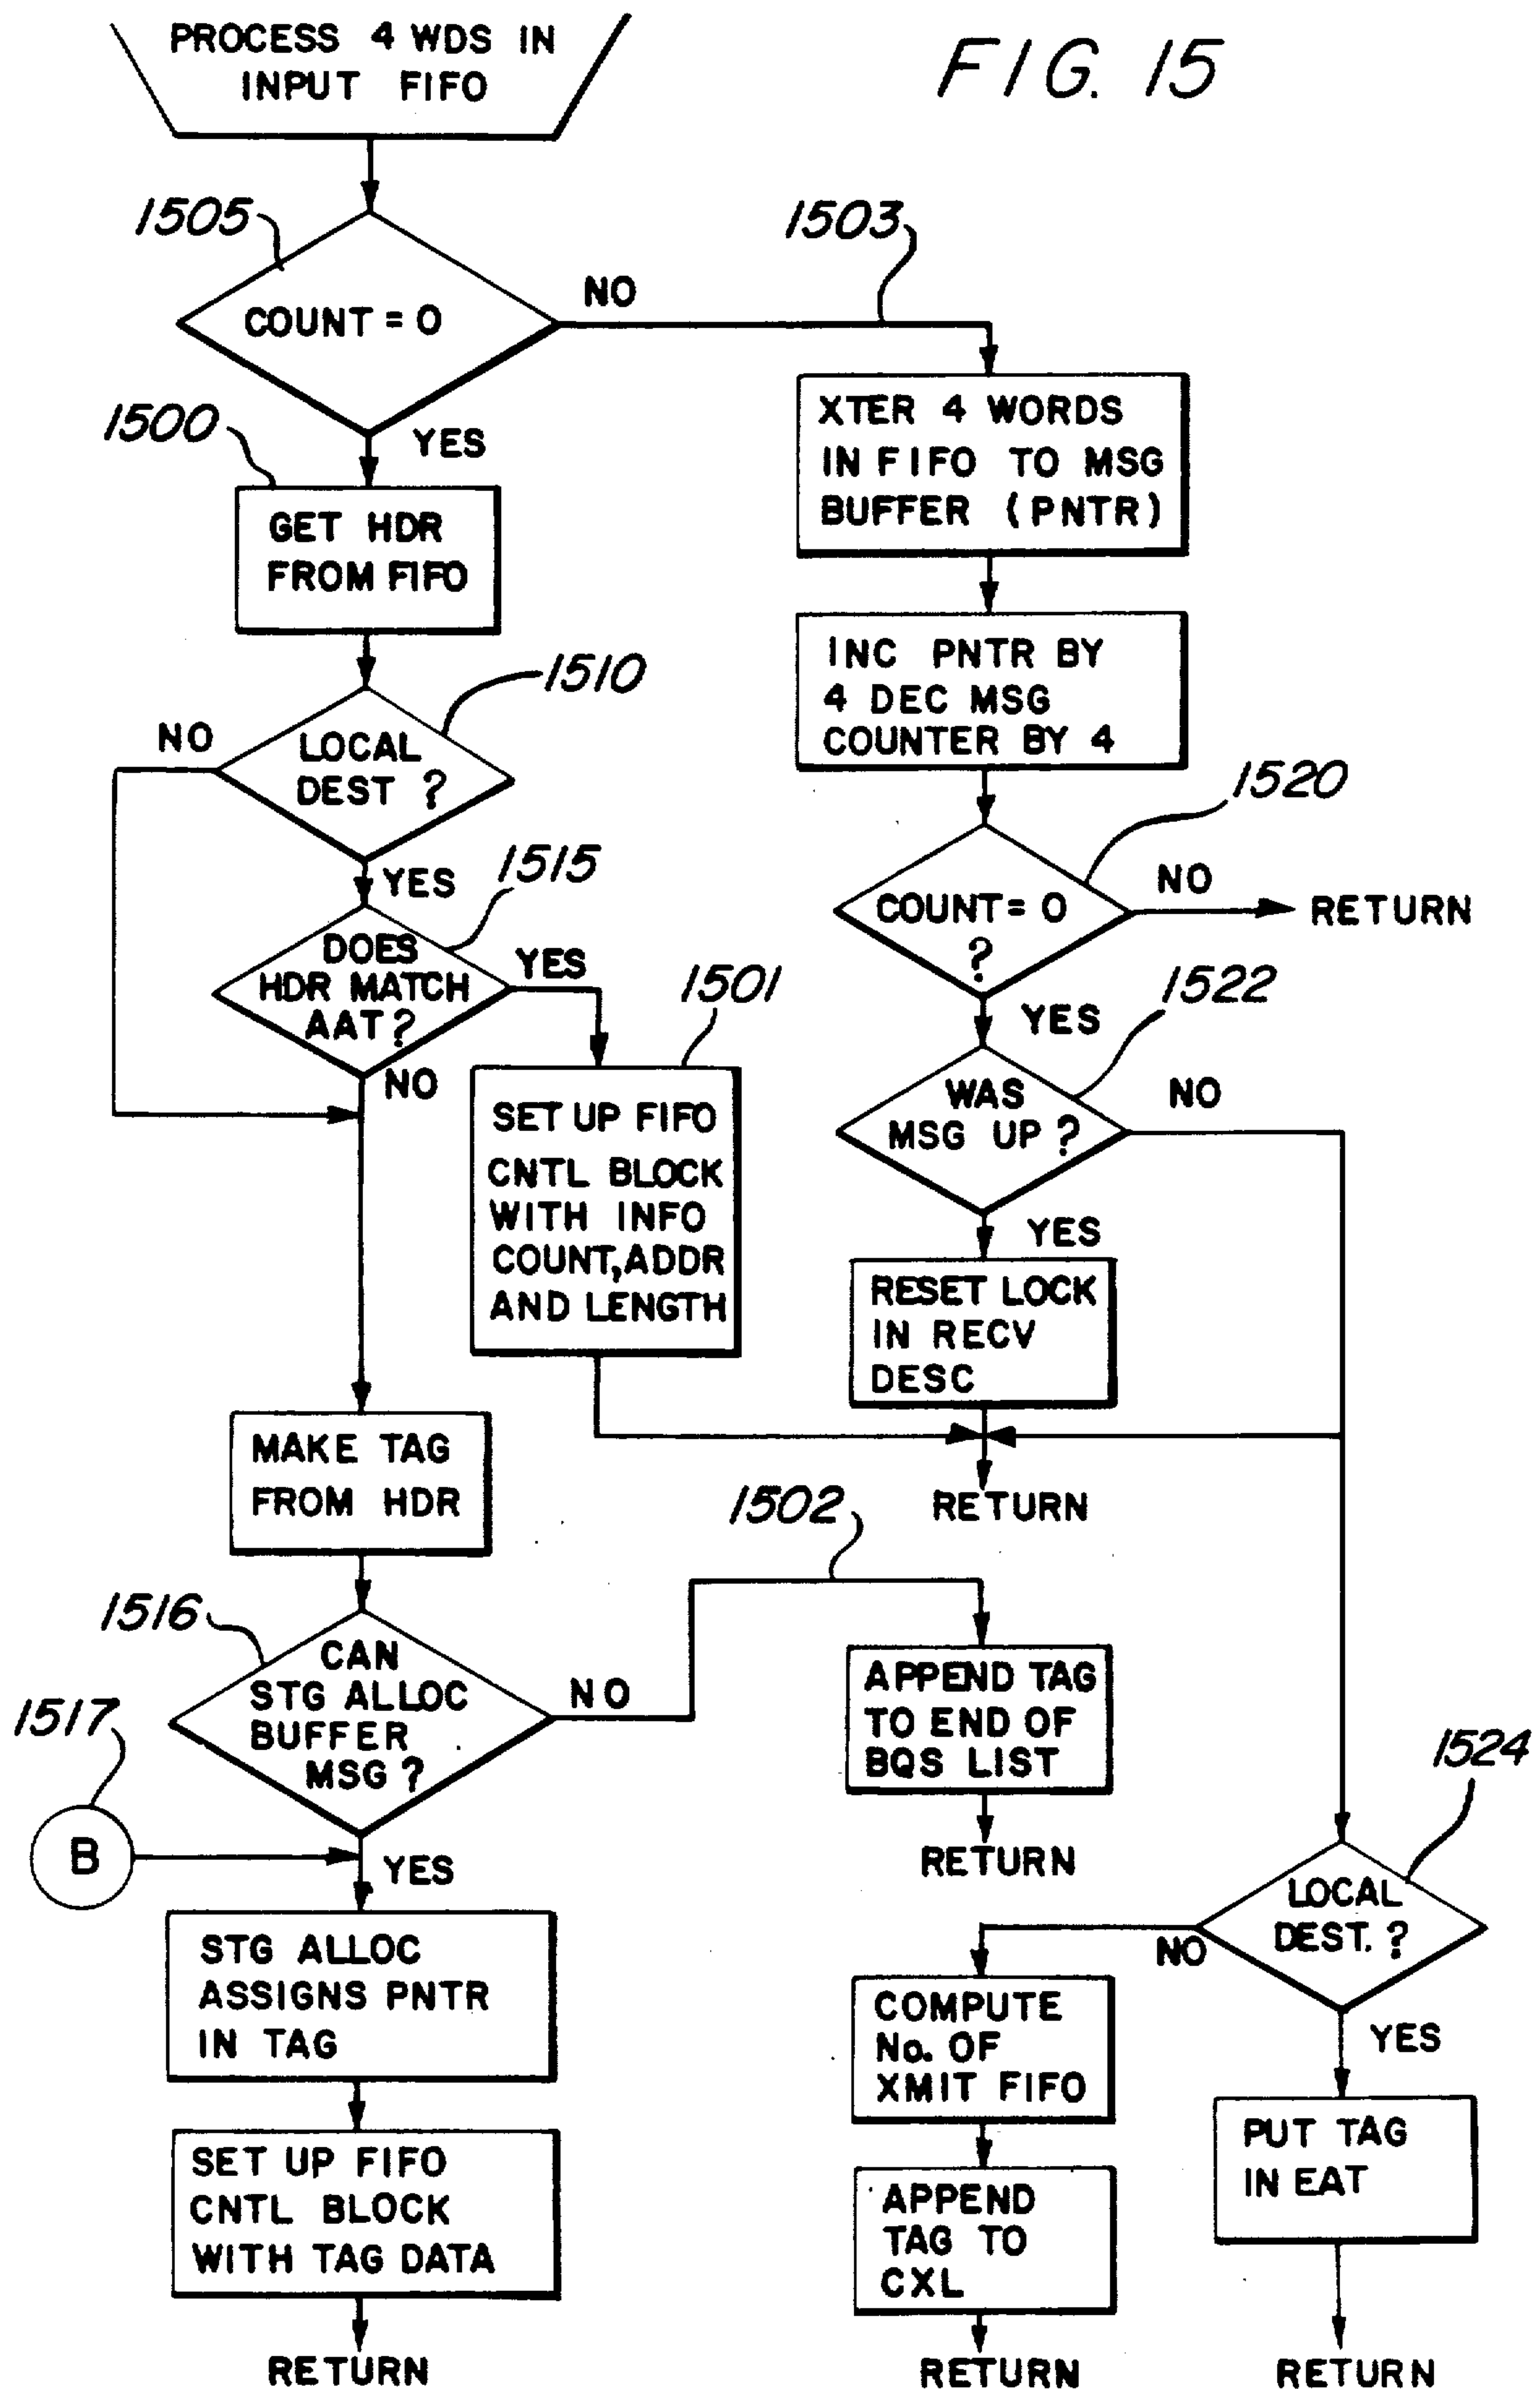 PROCESS 4 WDS IN
INPUT FIFO
FIG. 15
1505
COUNT = 0
NO
1503
YES
1500
GET HDR
FROM FIFO
XTER 4 WORDS
IN FIFO TO MSG
BUFFER (PNTR)
INC PNTR BY
4 DEC MSG
COUNTER BY 4
1510
NO
LOCAL
DEST ?
YES
1515
DOES
HDR MATCH
AAT ?
YES
NO
1501
SET UP FIFO
CNTL BLOCK
WITH INFO
COUNT, ADDR
AND LENGTH
1520
COUNT = 0
?
NO
RETURN
YES
1522
WAS
MSG UP ?
NO
YES
RESET LOCK
IN RECV
DESC
RETURN
MAKE TAG
FROM HDR
1502
1516
CAN
STG ALLOC
BUFFER
MSG ?
NO
APPEND TAG
TO END OF
BQS LIST
RETURN
1517
B
YES
STG ALLOC
ASSIGNS PNTR
IN TAG
SET UP FIFO
CNTL BLOCK
WITH TAG DATA
RETURN
1524
LOCAL
DEST. ?
NO
YES
COMPUTE
No. OF
XMIT FIFO
APPEND
TAG TO
CXL
RETURN
PUT TAG
IN EAT
RETURN